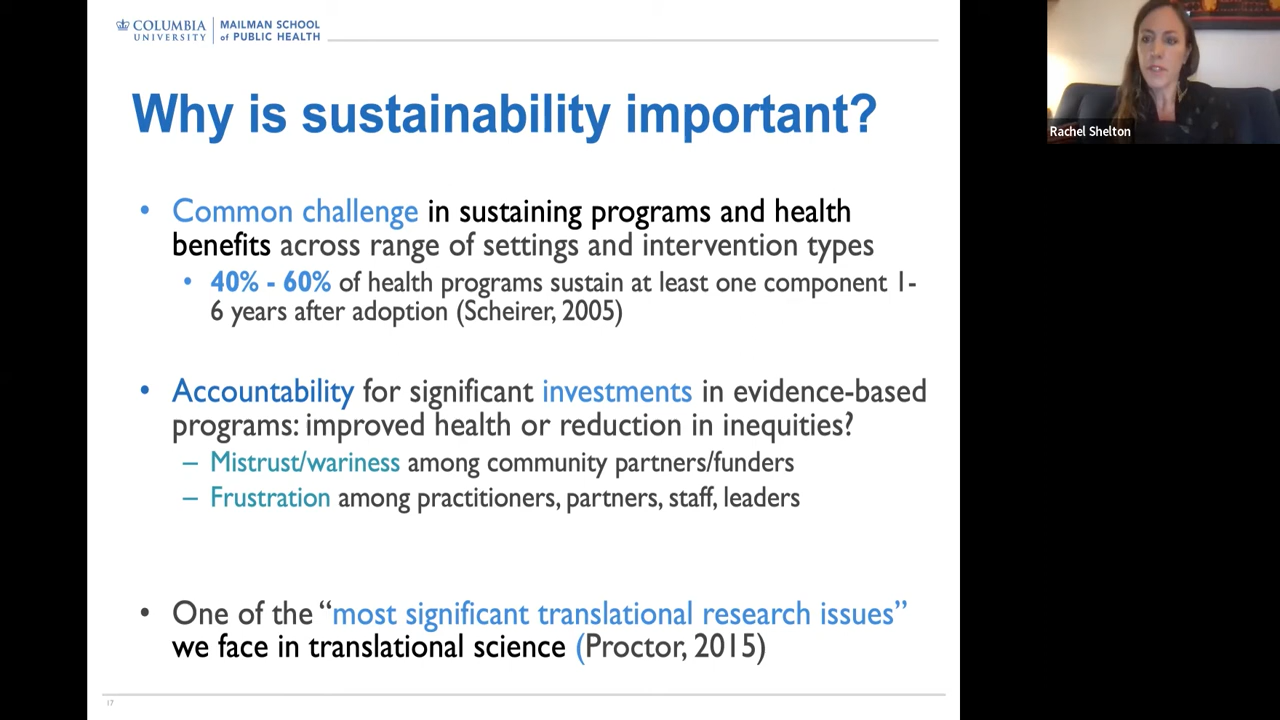 COLUMBIA UNIVERSITY
MAILMAN SCHOOL of PUBLIC HEALTH
Why is sustainability important?
• Common challenge in sustaining programs and health
benefits across range of settings and intervention types
• 40% - 60% of health programs sustain at least one component 1-
6 years after adoption (Scheirer, 2005)
• Accountability for significant investments in evidence-based
programs: improved health or reduction in inequities?
– Mistrust/wariness among community partners/funders
– Frustration among practitioners, partners, staff, leaders
• One of the “most significant translational research issues”
we face in translational science (Proctor, 2015)
17
Rachel Shelton